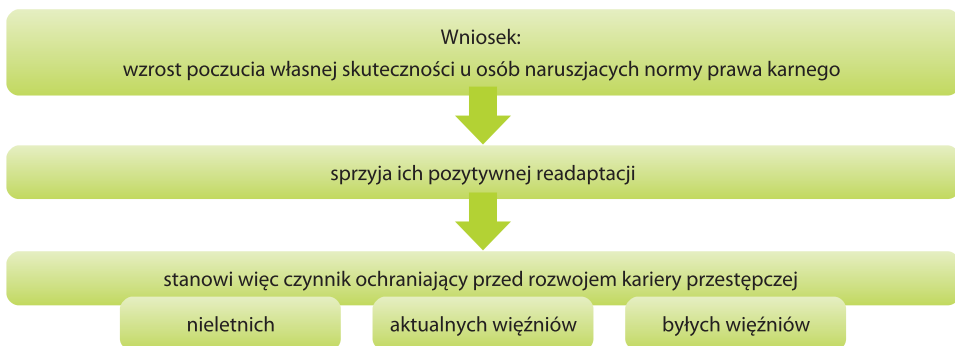 Wniosek:
wzrost poczucia własnej skuteczności u osób naruszjacych normy prawa karnego
sprzyja ich pozytywnej readaptacji
stanowi więc czynnik ochraniający przed rozwojem kariery przestępczej
nieletnich
aktualnych więźniów
byłych więźniów